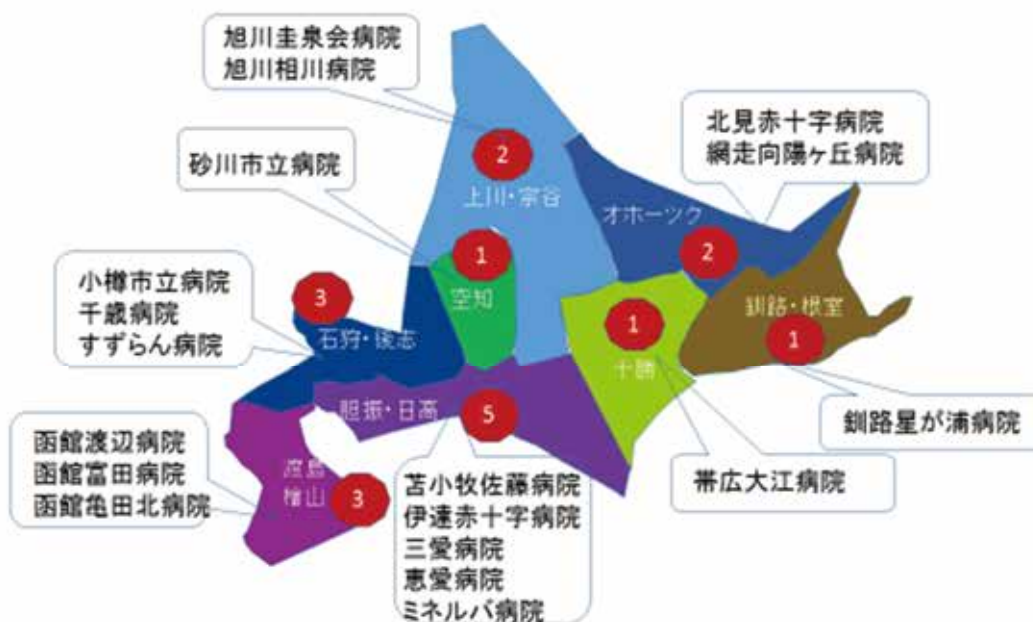 旭川圭泉会病院
旭川相川病院
砂川市立病院
北見赤十字病院
網走向陽ヶ丘病院
2
上川・宗谷
オホーツク
2
1
空知
小樽市立病院
千歳病院
すずらん病院
3
石狩・後志
1
十勝
釧路・根室
1
胆振・日高
5
釧路星が浦病院
帯広大江病院
函館渡辺病院
函館富田病院
函館亀田北病院
渡島
檜山
3
苫小牧佐藤病院
伊達赤十字病院
三愛病院
恵愛病院
ミネルバ病院